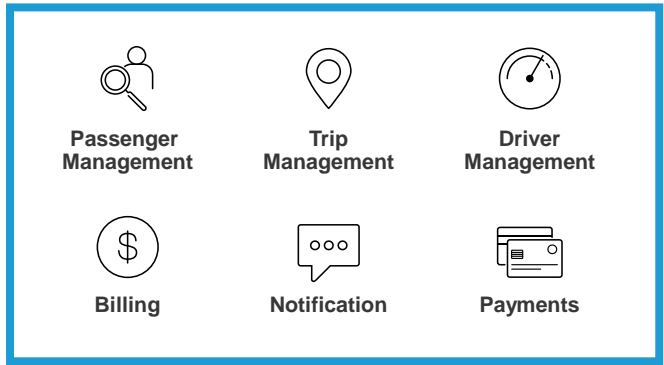 Passenger
Management
Trip
Management
Driver
Management
$
Billing
Notification
Payments